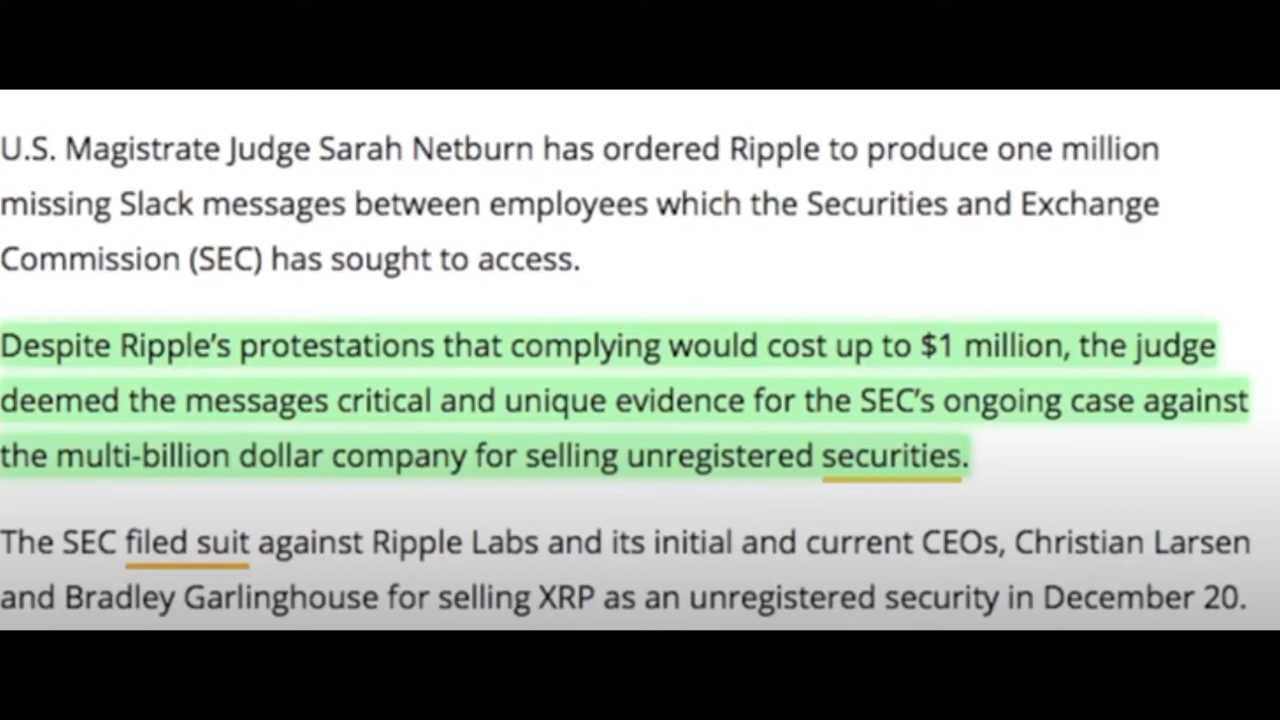 U.S. Magistrate Judge Sarah Netburn has ordered Ripple to produce one million
missing Slack messages between employees which the Securities and Exchange
Commission (SEC) has sought to access.
Despite Ripple’s protestations that complying would cost up to $1 million, the judge
deemed the messages critical and unique evidence for the SEC’s ongoing case against
the multi-billion dollar company for selling unregistered securities.
The SEC filed suit against Ripple Labs and its initial and current CEOs, Christian Larsen
and Bradley Garlinghouse for selling XRP as an unregistered security in December 20.